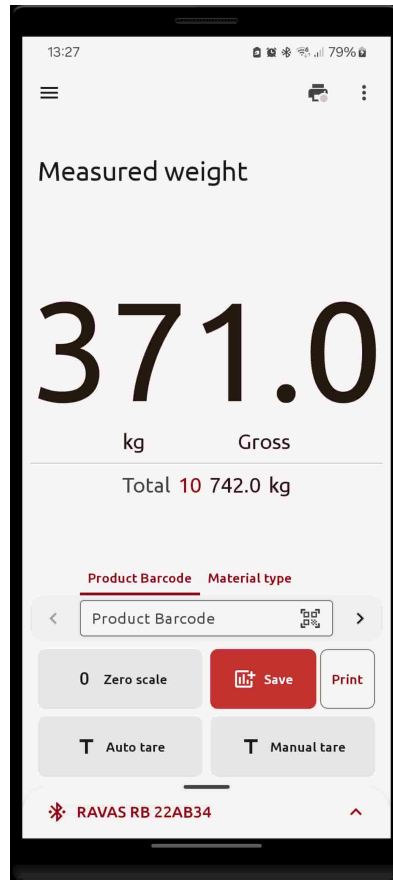 13:27
79%
Measured weight
371.0
kg Gross
Total 10 742.0 kg
Product Barcode Material type
Product Barcode
0 Zero scale
Save
Print
T Auto tare
T Manual tare
RAVAS RB 22AB34